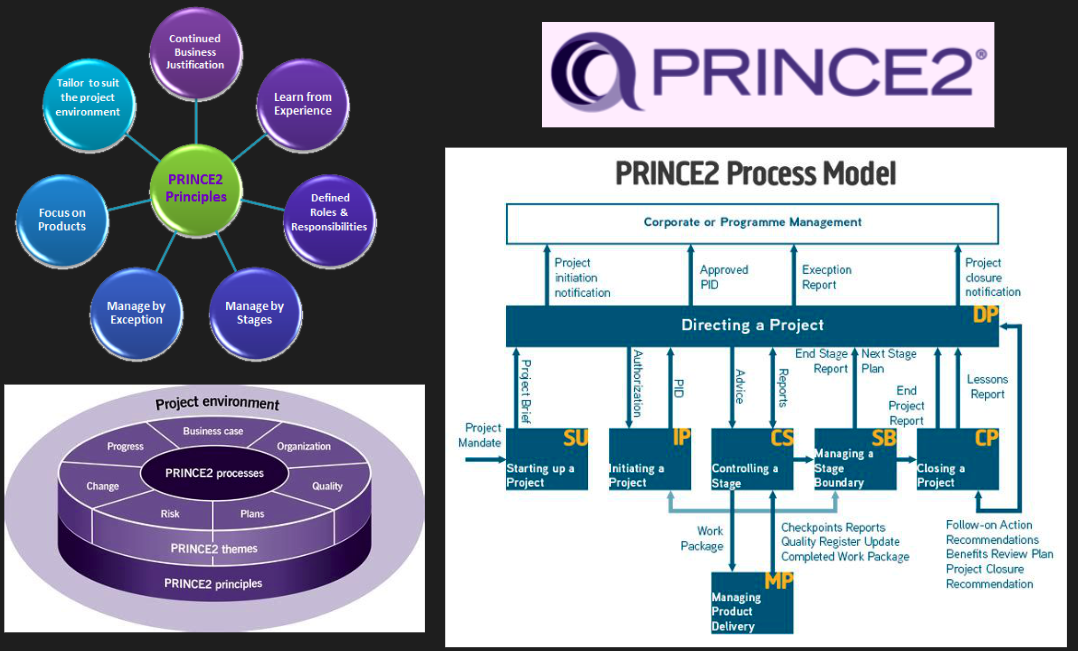 Continued
Business
Justification
Tailor to suit
the project
environment
Learn from
Experience
PRINCE2
Principles
Focus on
Products
Defined
Roles &
Responsibilities
Manage by
Exception
Manage by
Stages
Project environment
Business case
Progress
Organization
PRINCE2 processes
Change
Quality
Risk
Plans
PRINCE2 themes
PRINCE2 principles
PRINCE2®
PRINCE2 Process Model
Corporate or Programme Management
Project
initiation
notification
Approved
PID
Execption
Report
Project
closure
notification
Directing a Project
DP
Project Brief
Authorization
PID
Advice
Reports
End Stage
Report
Next Stage
Plan
End
Project
Report
Lessons
Report
Project
Mandate
SU
Starting up a
Project
IP
Initiating a
Project
CS
Controlling a
Stage
SB
Managing a
Stage
Boundary
CP
Closing a
Project
Work
Package
Checkpoints Reports
Quality Register Update
Completed Work Package
Follow-on Action
Recommendations
Benefits Review Plan
Project Closure
Recommendation
MP
Managing
Product
Delivery